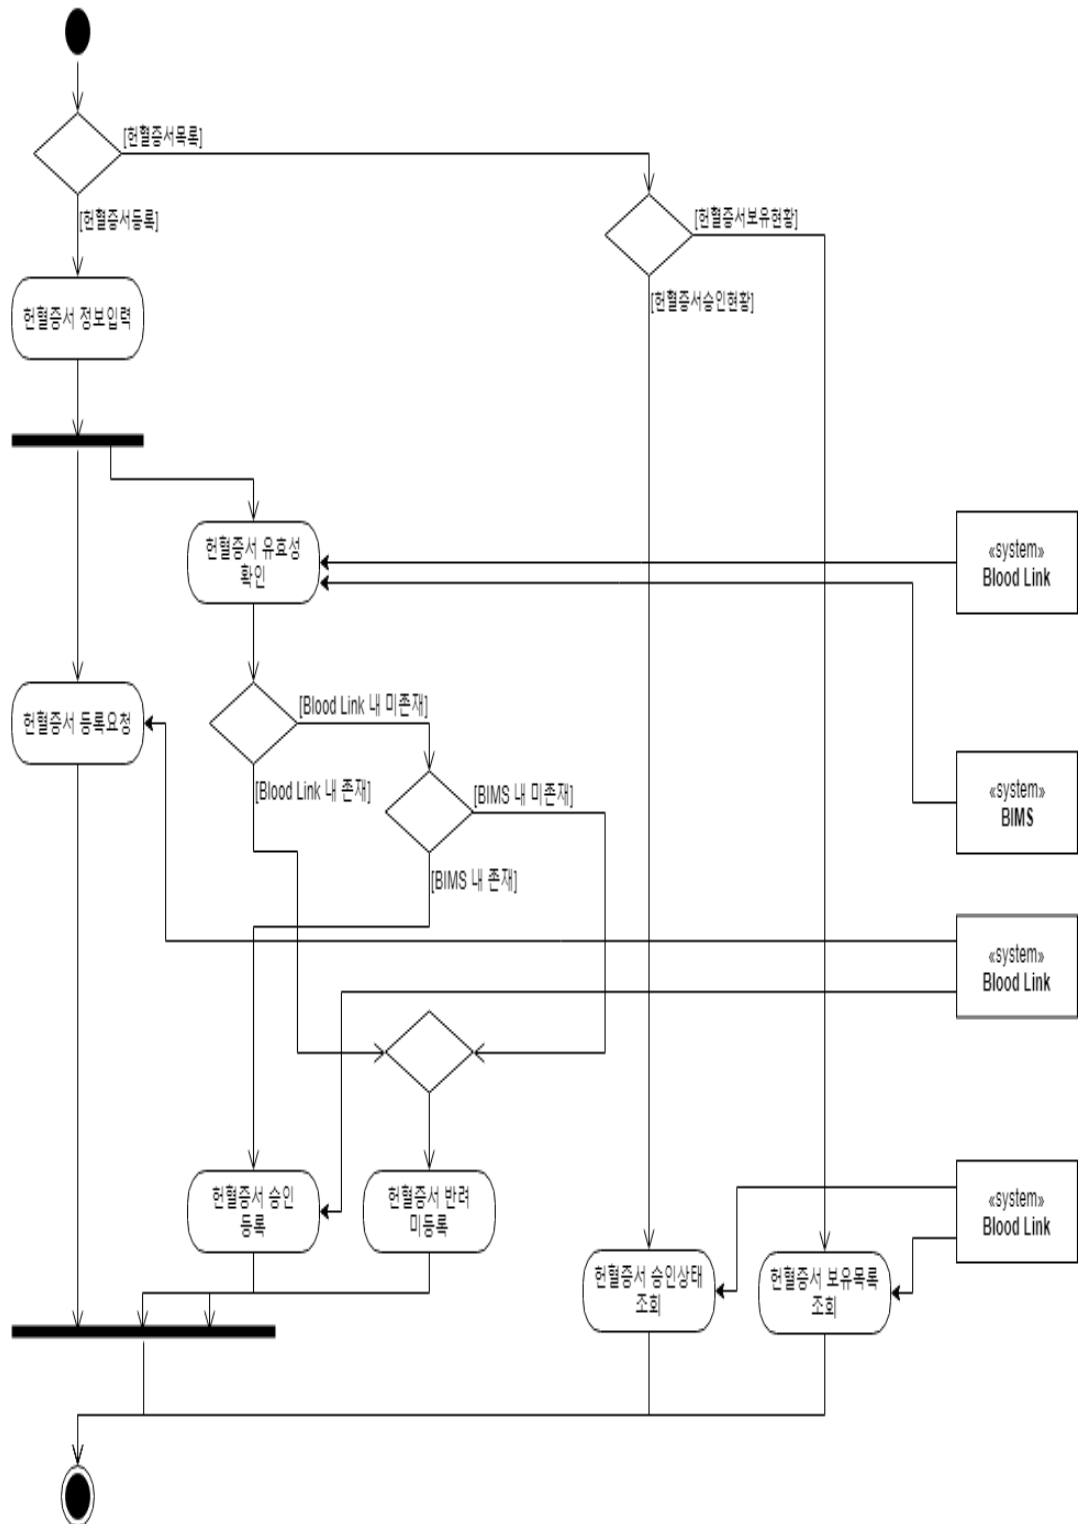 [헌혈증서목록]
[헌혈증서등록]
[헌혈증서보유현황]
[헌혈증서승인현황]
헌혈증서 정보입력
헌혈증서 유효성
확인
«system»
Blood Link
헌혈증서 등록요청
[Blood Link 내 미존재]
[Blood Link 내 존재]
[BIMS 내 미존재]
[BIMS 내 존재]
«system»
BIMS
«system»
Blood Link
헌혈증서 승인
등록
헌혈증서 반려
미등록
«system»
Blood Link
헌혈증서 승인상태
조회
헌혈증서 보유목록
조회